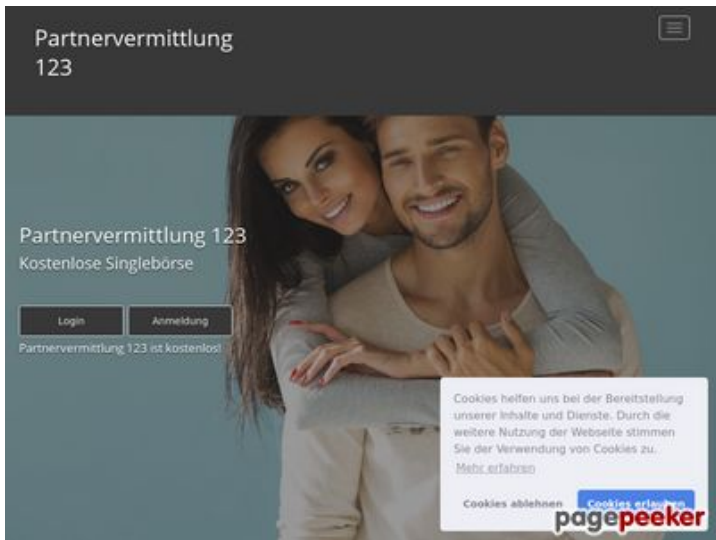 Partnervermittlung
123
Partnervermittlung 123
Kostenlose Singlebörse
Login
Anmeldung
Partnervermittlung 123 ist kostenlos!
Cookies helfen uns bei der Bereitstellung
unserer Inhalte und Dienste. Durch die
weitere Nutzung der Webseite stimmen
Sie der Verwendung von Cookies zu.
Mehr erfahren
Cookies ablehnen
Cookies erlauben
pagepeeker